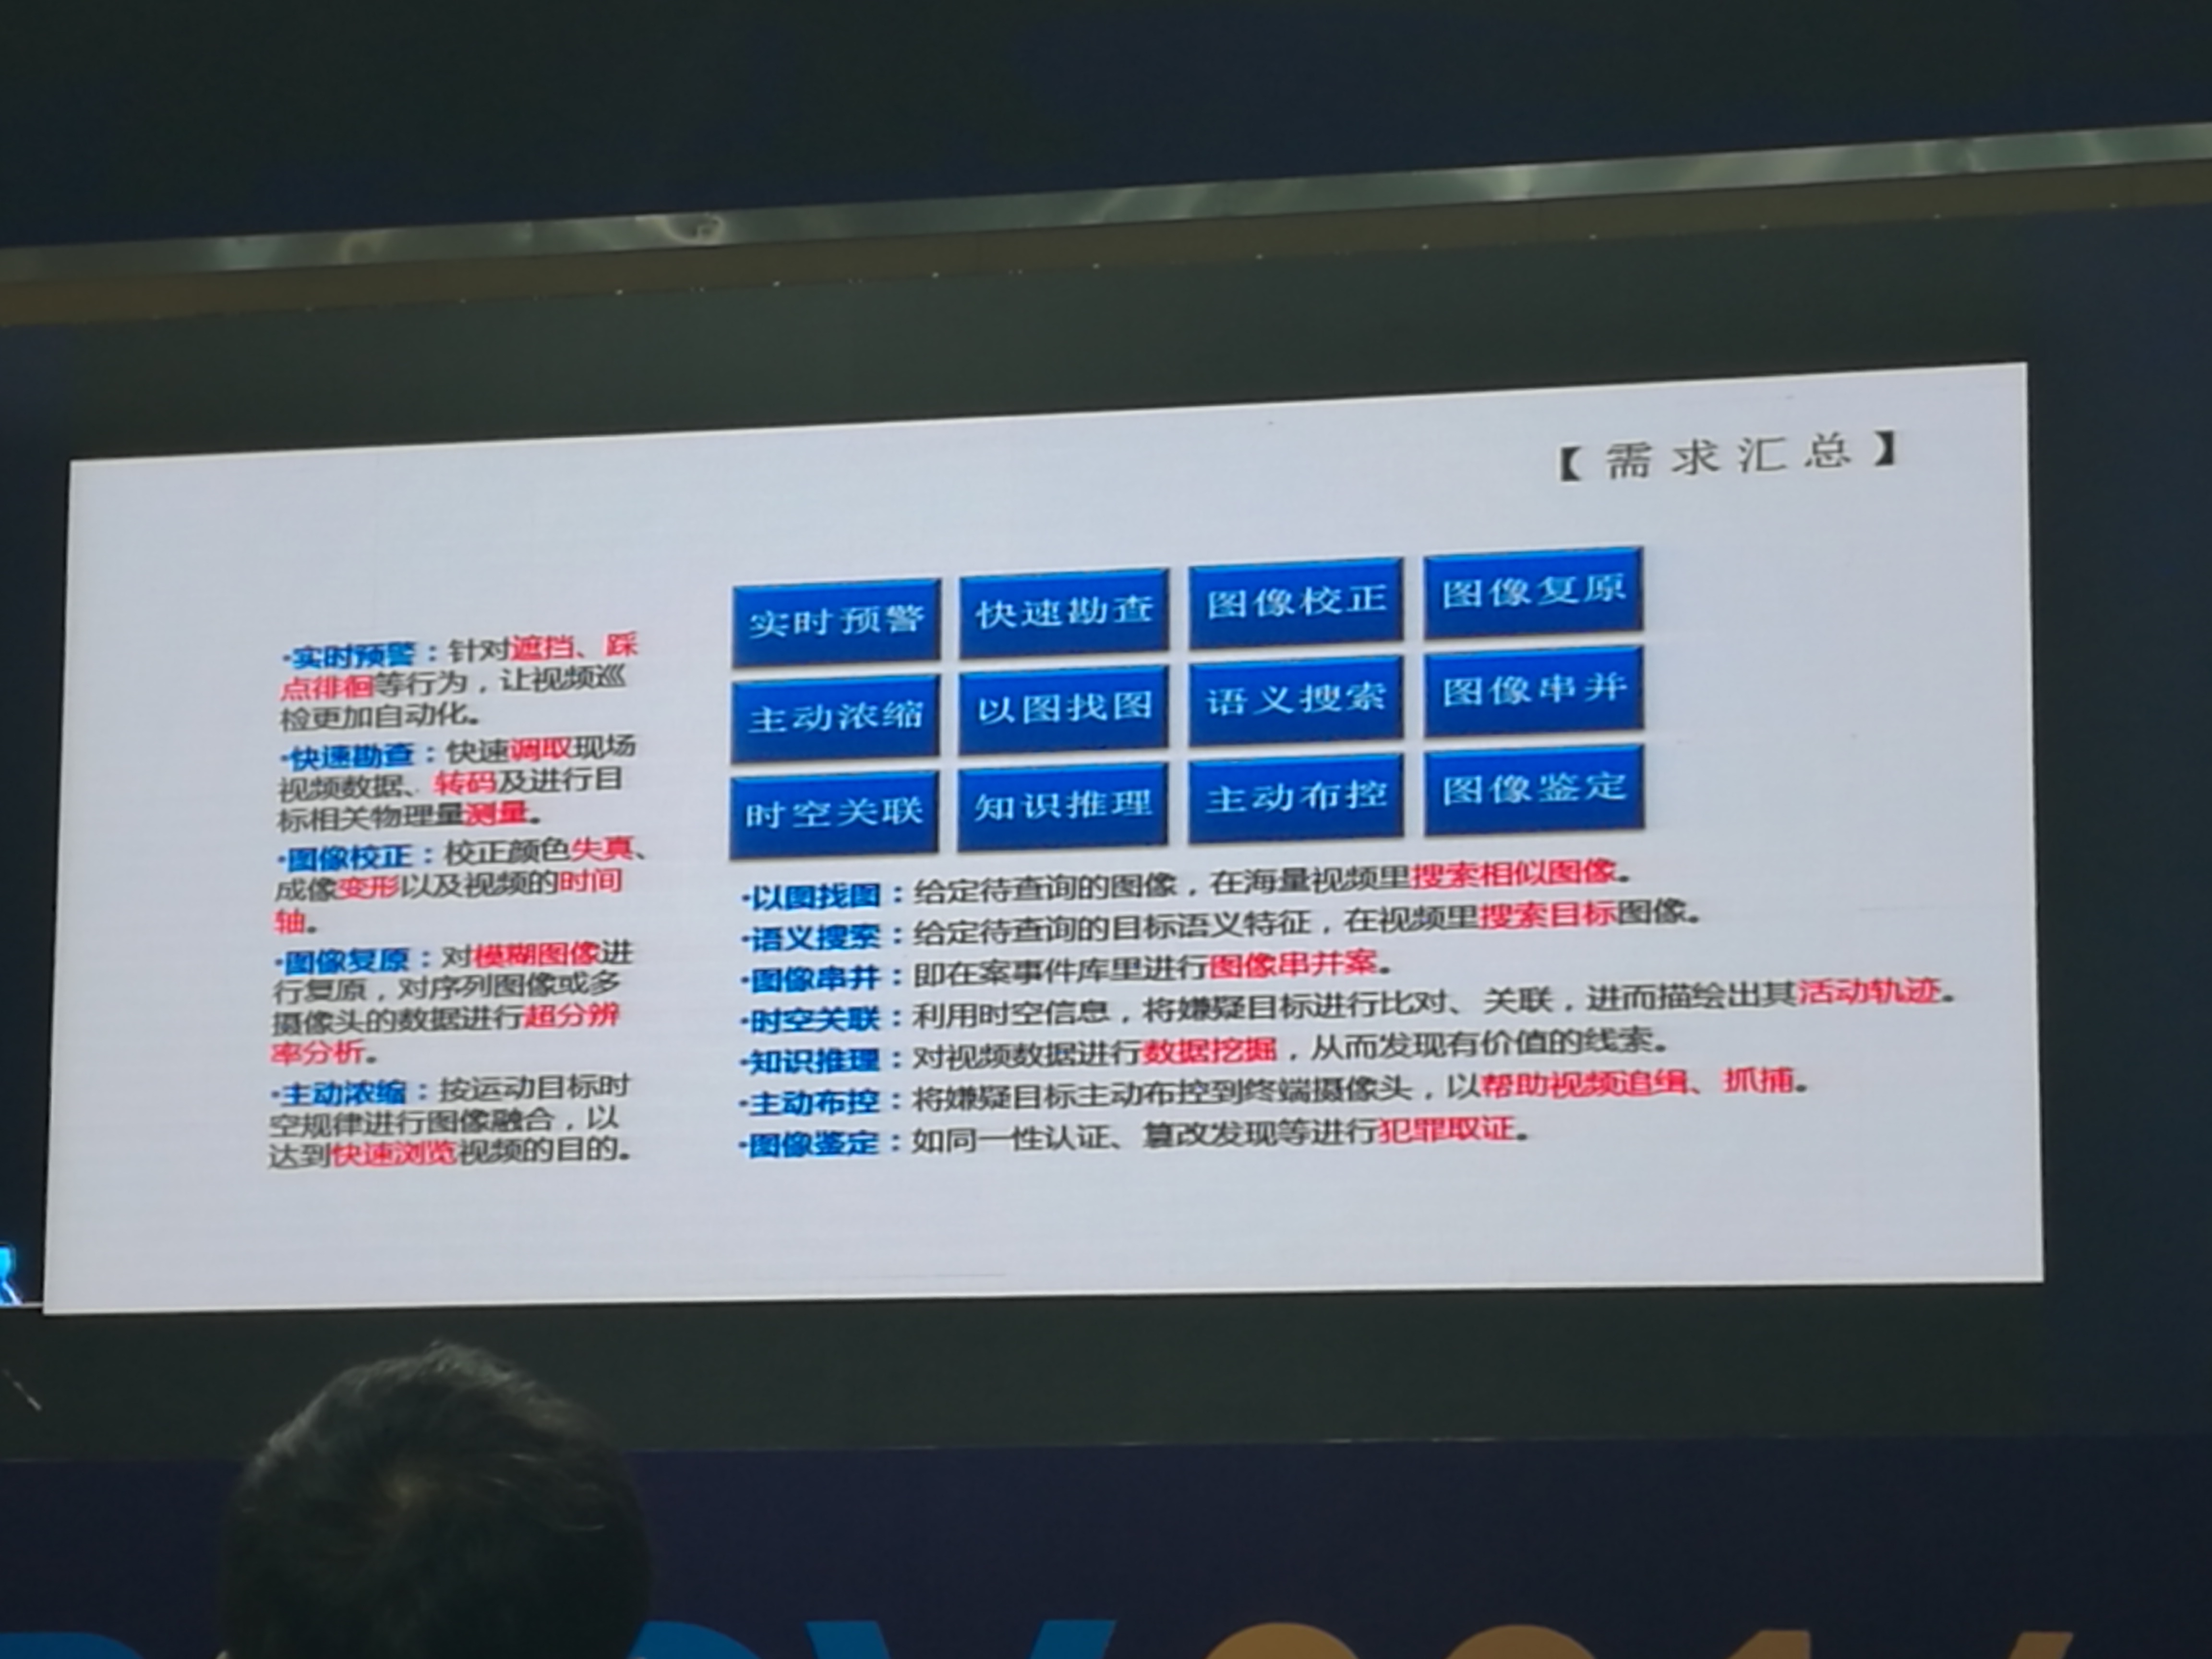 【需求汇总】
实时预警 快速勘查 图像校正 图像复原
主动浓缩 以图找图 语义搜索 图像串并
时空关联 知识推理 主动布控 图像鉴定
·实时预警：针对遮挡、踩
点徘徊等行为，让视频巡
检更加自动化。
·快速勘查：快速调取现场
视频数据、转码及进行目
标相关物理量测量。
·图像校正：校正颜色失真、
成像变形以及视频的时间
轴。
·图像复原：对模糊图像进
行复原，对序列图像或多
摄像头的数据进行超分辨
率分析。
·主动浓缩：按运动目标时
空规律进行图像融合，以
达到快速浏览视频的目的。
·以图找图：给定待查询的图像，在海量视频里搜索相似图像。
·语义搜索：给定待查询的目标语义特征，在视频里搜索目标图像。
·图像串并：即在案事件库里进行图像串并案。
·时空关联：利用时空信息，将嫌疑目标进行比对、关联，进而描绘出其活动轨迹。
·知识推理：对视频数据进行数据挖掘，从而发现有价值的线索。
·主动布控：将嫌疑目标主动布控到终端摄像头，以帮助视频追缉、抓捕。
·图像鉴定：如同一性认证、篡改发现等进行犯罪取证。